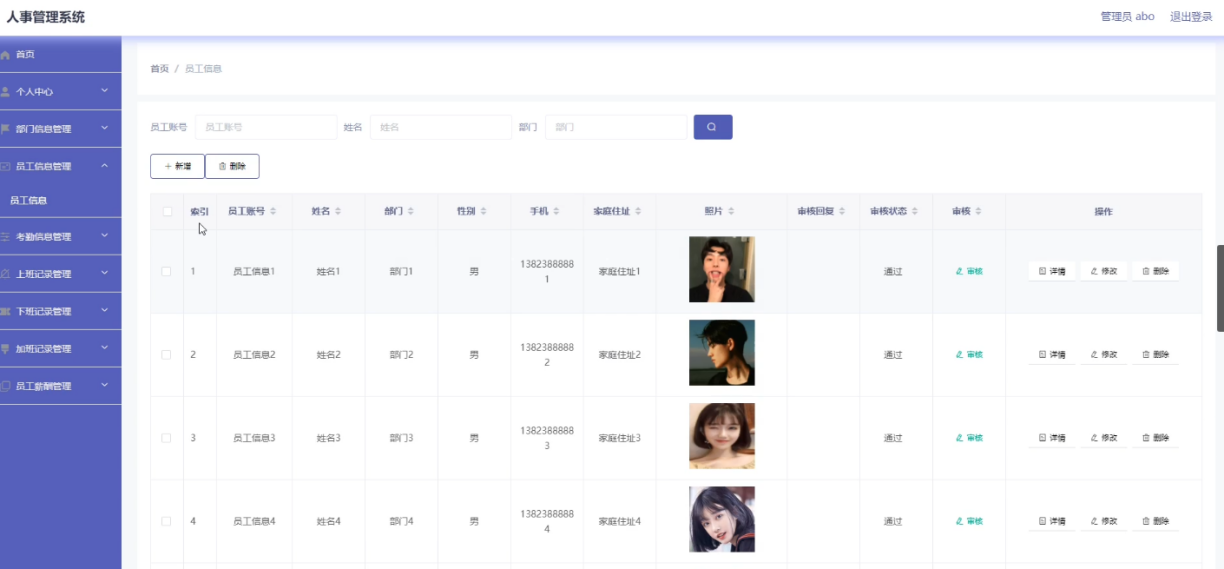 人事管理系统
管理员 abo 退出登录
首页
个人中心
部门信息管理
员工信息管理
员工信息
考勤信息管理
上班记录管理
下班记录管理
加班记录管理
员工薪酬管理
首页 / 员工信息
员工账号 员工账号 姓名 姓名 部门 部门
+ 新增 删除
索引 员工账号 姓名 部门 性别 手机 家庭住址 照片 审核回复 审核状态 审核 操作
1 员工信息1 姓名1 部门1 男 13823888881 家庭住址1 通过 审核 详情 修改 删除
2 员工信息2 姓名2 部门2 男 13823888882 家庭住址2 通过 审核 详情 修改 删除
3 员工信息3 姓名3 部门3 男 13823888883 家庭住址3 通过 审核 详情 修改 删除
4 员工信息4 姓名4 部门4 男 13823888884 家庭住址4 通过 审核 详情 修改 删除